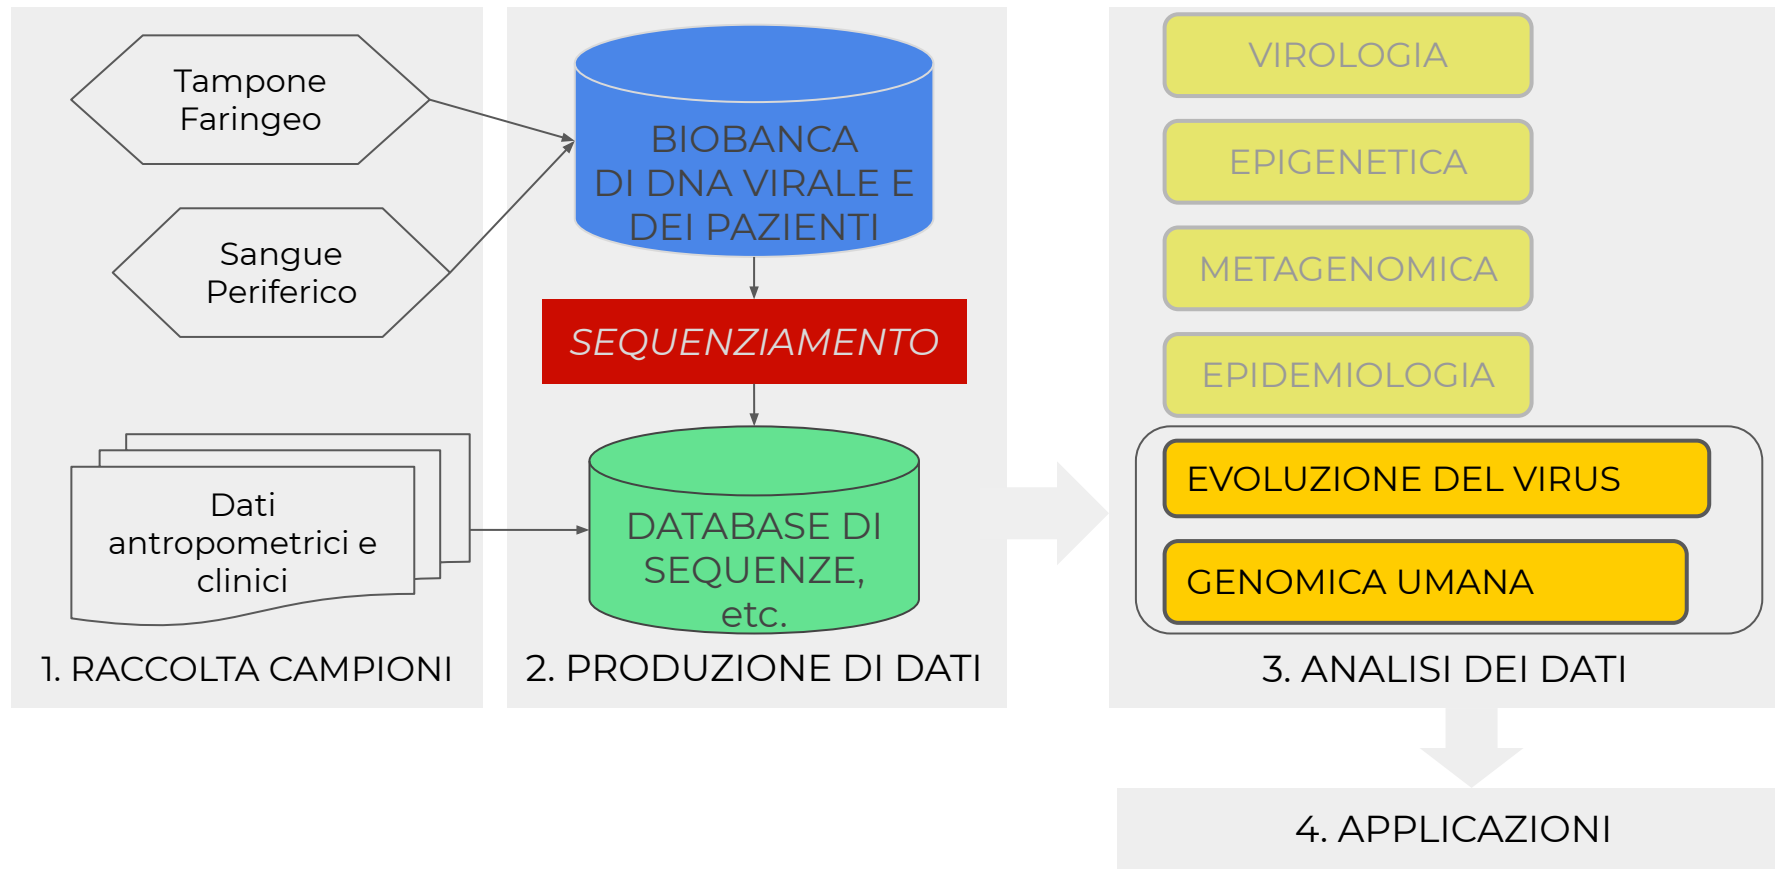 Tampone
Faringeo
Sangue
Periferico
Dati
antropometrici e
clinici
1. RACCOLTA CAMPIONI
BIOBANCA
DI DNA VIRALE E
DEI PAZIENTI
SEQUENZIAMENTO
DATABASE DI
SEQUENZE,
etc.
2. PRODUZIONE DI DATI
VIROLOGIA
EPIGENETICA
METAGENOMICA
EPIDEMIOLOGIA
EVOLUZIONE DEL VIRUS
GENOMICA UMANA
3. ANALISI DEI DATI
4. APPLICAZIONI